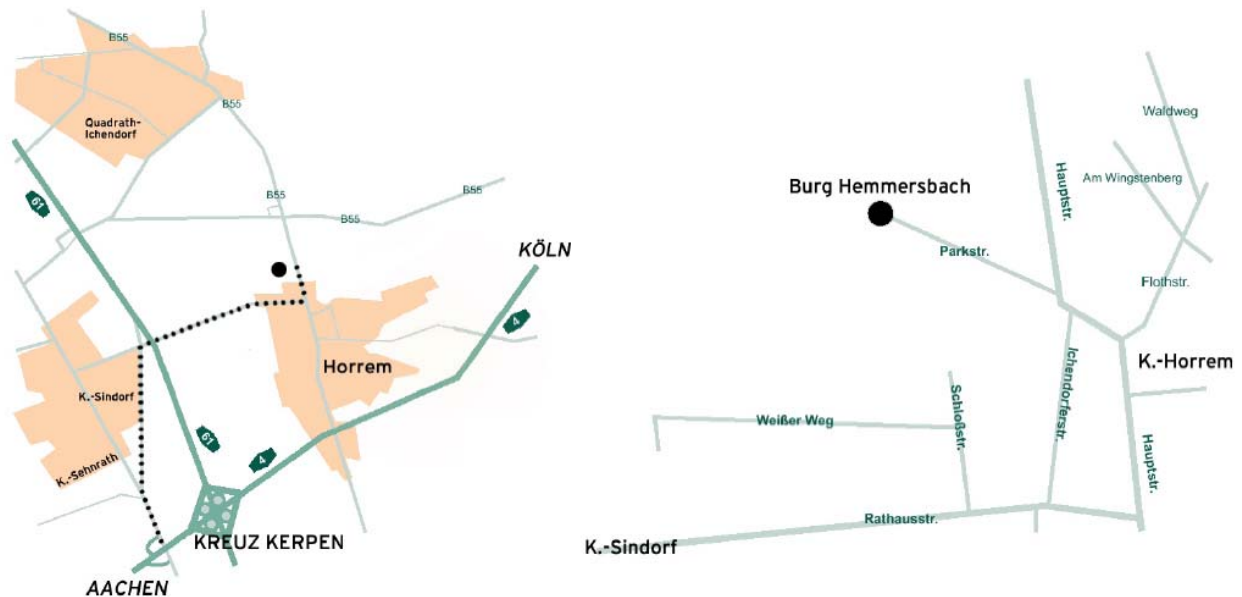 B55
B55
Quadrath-
Ichendorf
61
B55
B55
B55
KÖLN
4
Horrem
K.-Sindorf
61
4
K.-Sehnrath
KREUZ KERPEN
AACHEN
Waldweg
Hauptstr.
Am Wingstenberg
Burg Hemmersbach
Parkstr.
Flothstr.
K.-Horrem
Ichendorferstr.
Schloßstr.
Weißer Weg
Hauptstr.
Rathausstr.
K.-Sindorf